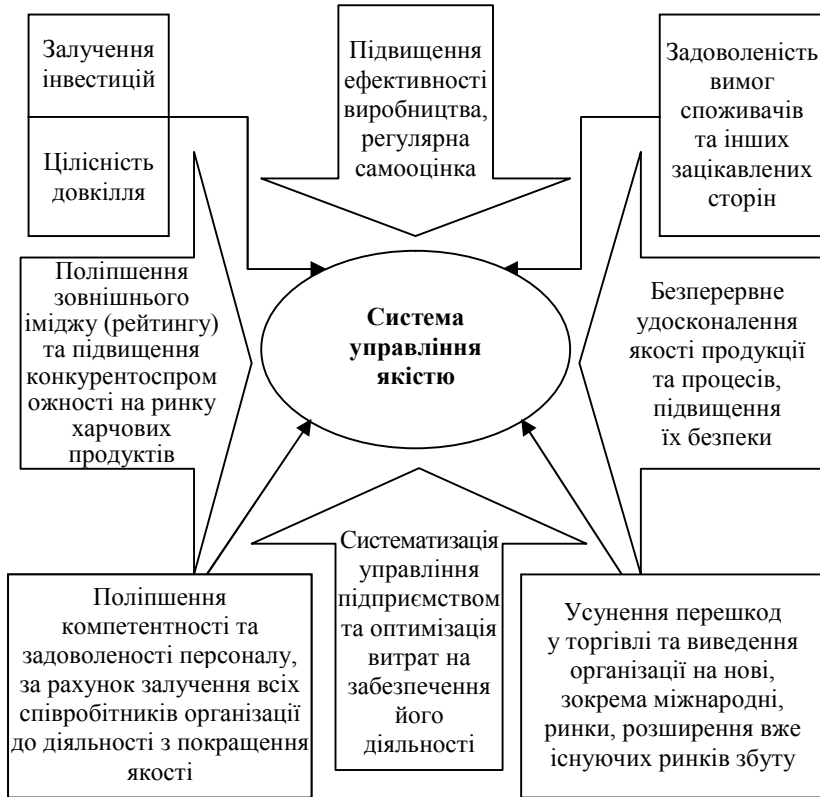 Залучення
інвестицій
Цілісність
довкілля
Підвищення
ефективності
виробництва,
регулярна
самооцінка
Задоволеність
вимог
споживачів
та інших
зацікавлених
сторін
Поліпшення
зовнішнього
іміджу (рейтингу)
та підвищення
конкурентоспром
ожності на ринку
харчових
продуктів
Система
управління
якістю
Безперервне
удосконалення
якості продукції
та процесів,
підвищення
їх безпеки
Поліпшення
компетентності та
задоволеності персоналу,
за рахунок залучення всіх
співробітників організації
до діяльності з покращення
якості
Систематизація
управління
підприємством
та оптимізація
витрат на
забезпечення
його
діяльності
Усунення перешкод
у торгівлі та виведення
організації на нові,
зокрема міжнародні,
ринки, розширення вже
існуючих ринків збуту